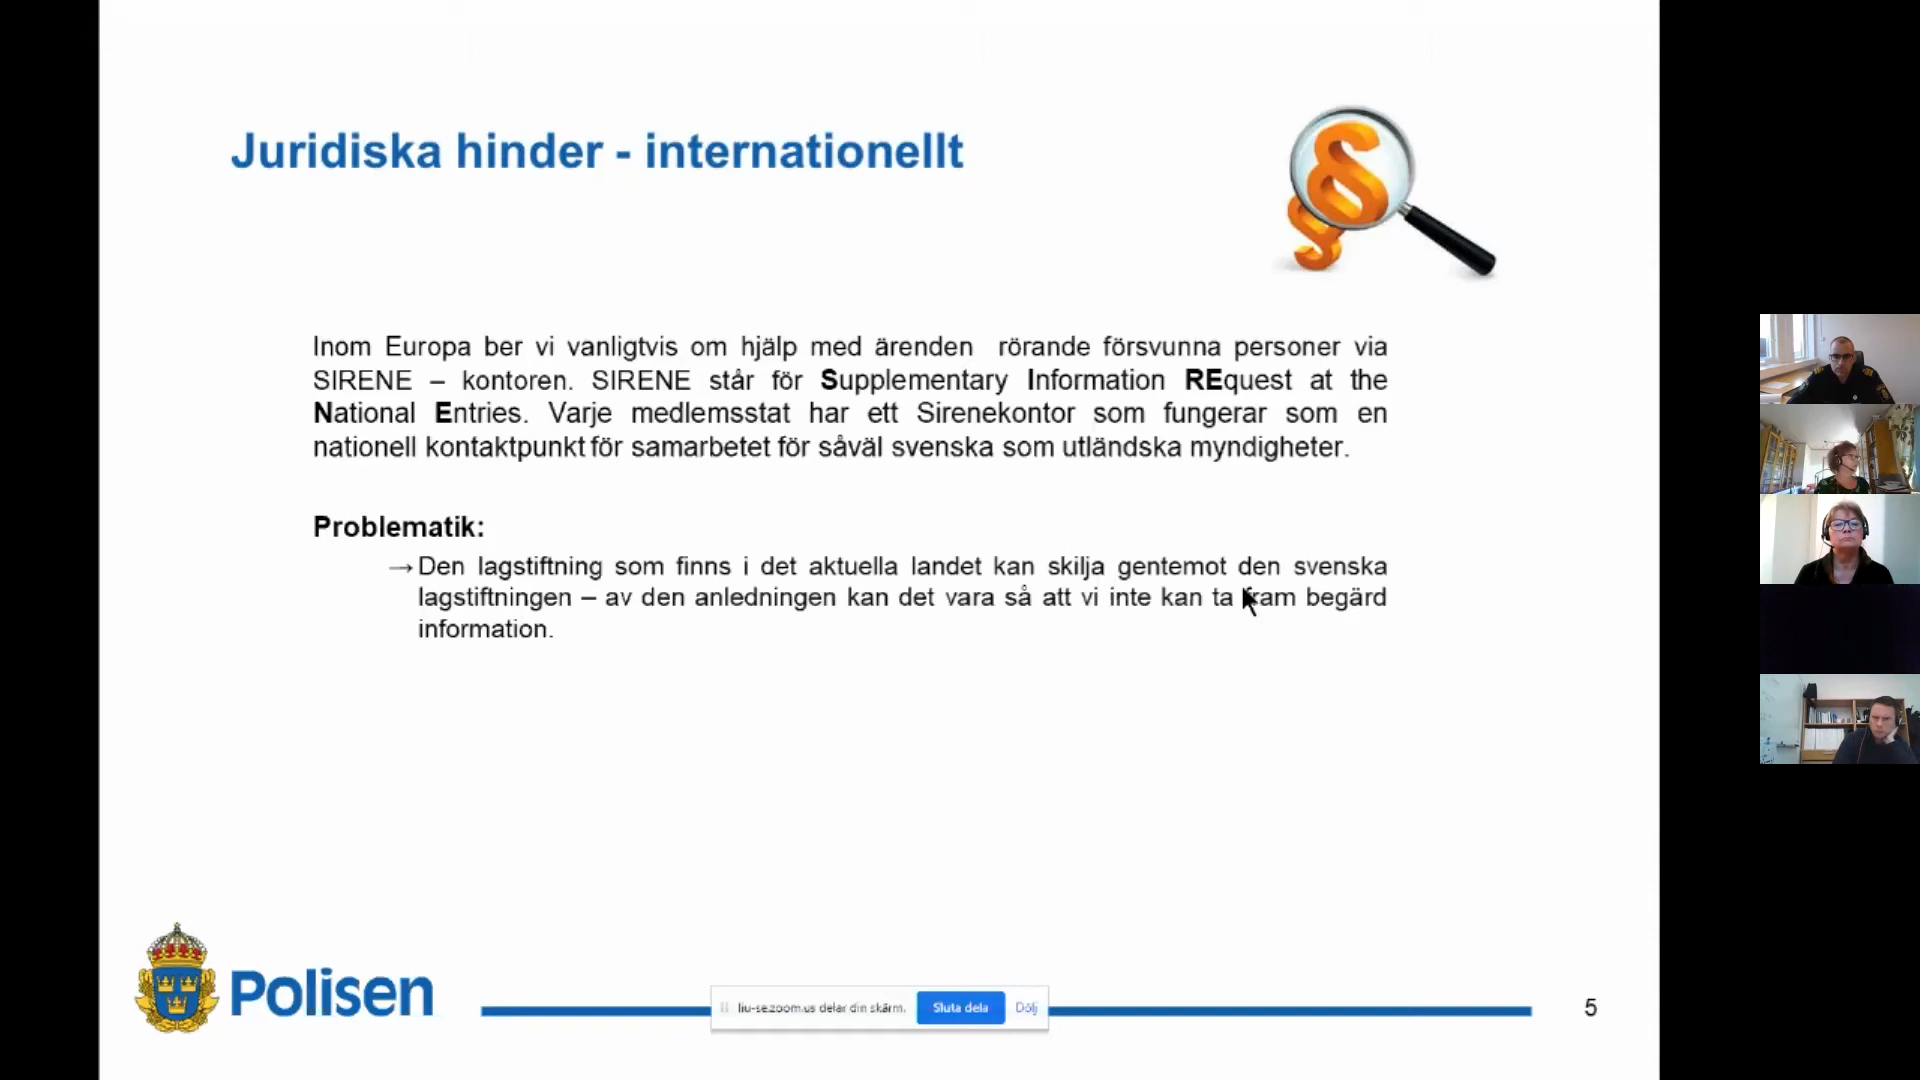 Juridiska hinder - internationellt
Inom Europa ber vi vanligtvis om hjälp med ärenden rörande försvunna personer via
SIRENE – kontoren. SIRENE står för Supplementary Information REquest at the
National Entries. Varje medlemsstat har ett Sirenekontor som fungerar som en
nationell kontaktpunkt för samarbetet för såväl svenska som utländska myndigheter.
Problematik:
→Den lagstiftning som finns i det aktuella landet kan skilja gentemot den svenska
lagstiftningen – av den anledningen kan det vara så att vi inte kan ta fram begärd
information.
Polisen
liu-se.zoom.us delar din skärm. Sluta dela Dölj
5